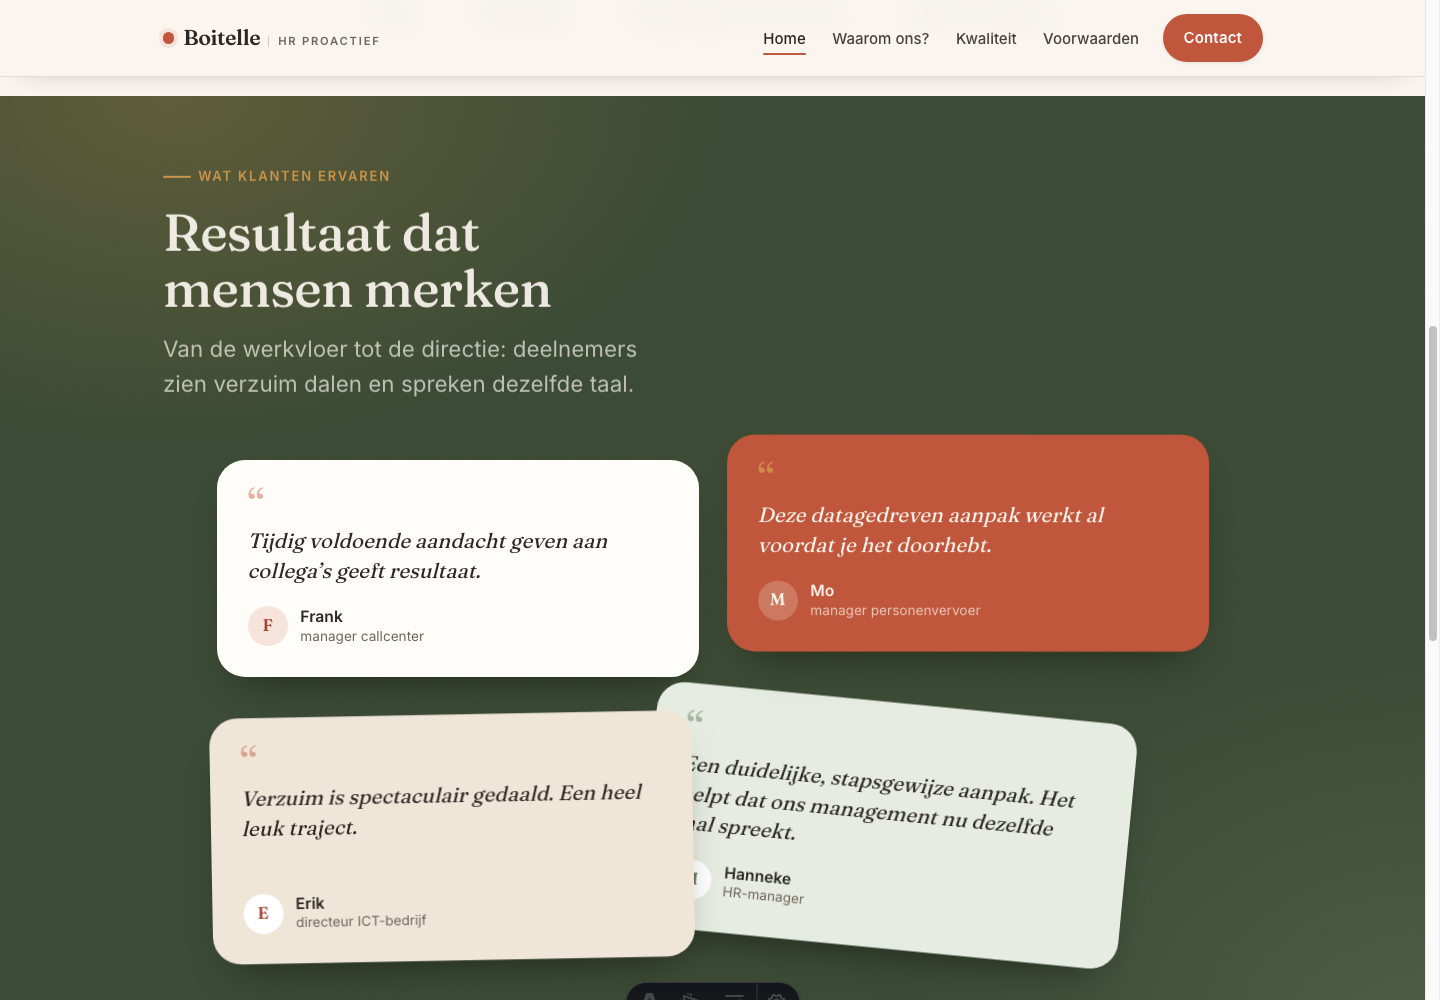 Boitelle | HR PROACTIEF
Home
Waarom ons?
Kwaliteit
Voorwaarden
Contact
WAT KLANTEN ERVAREN
Resultaat dat
mensen merken
Van de werkvloer tot de directie: deelnemers
zien verzuim dalen en spreken dezelfde taal.
“
Tijdig voldoende aandacht geven aan
collega’s geeft resultaat.
F
Frank
manager callcenter
“
Deze datagedreven aanpak werkt al
voordat je het doorhebt.
M
Mo
manager personenvervoer
“
Verzuim is spectaculair gedaald. Een heel
leuk traject.
E
Erik
directeur ICT-bedrijf
“
Een duidelijke, stapsgewijze aanpak. Het
dat ons management nu dezelfde
spreekt.
Hanneke
HR-manager